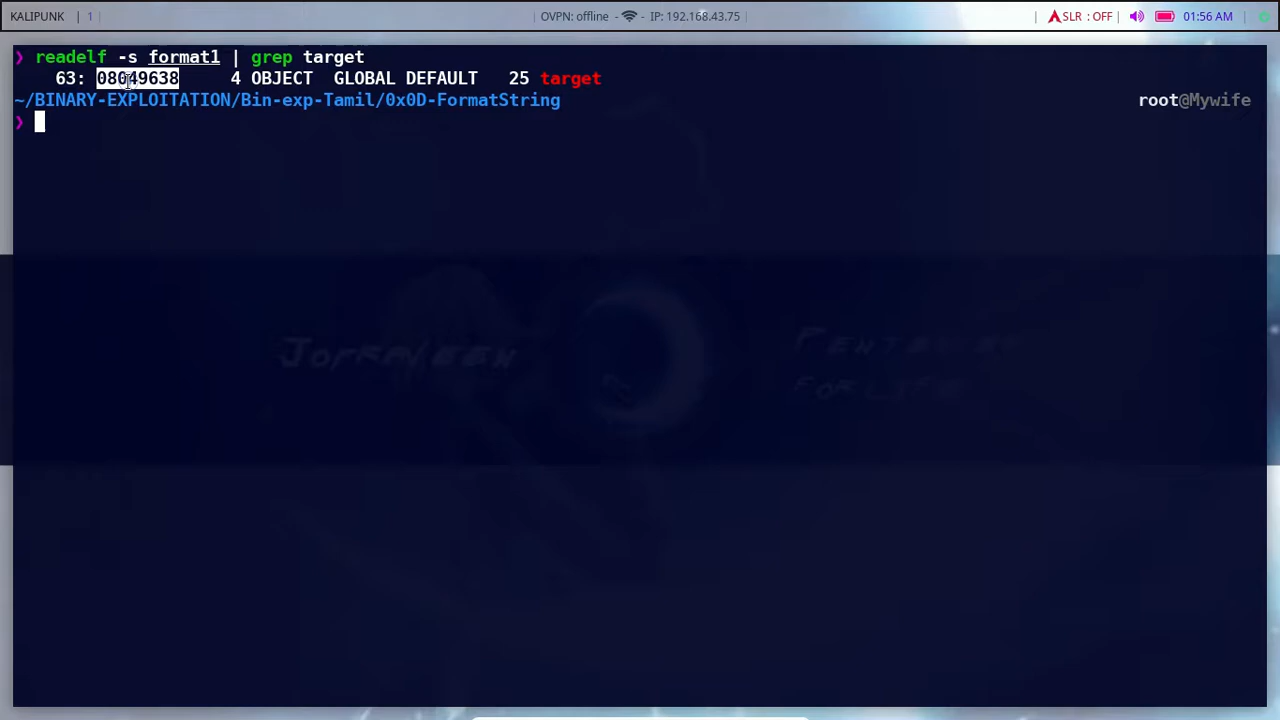 KALIPUNK | 1 | | OVPN: offline - - IP: 192.168.43.75 | | SLR : OFF | | 01:56 AM |
❯ readelf -s format1 | grep target
63: 08049638 4 OBJECT GLOBAL DEFAULT 25 target
~/BINARY-EXPLOITATION/Bin-exp-Tamil/0x0D-FormatString root@Mywife
❯